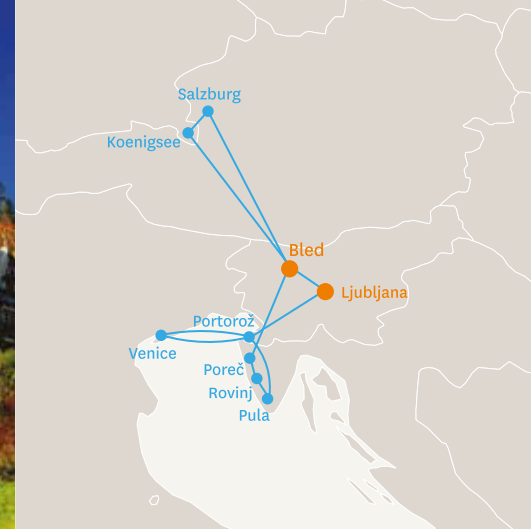 Salzburg
Koenigsee
Bled
Ljubljana
Portorož
Venice
Poreč
Rovinj
Pula